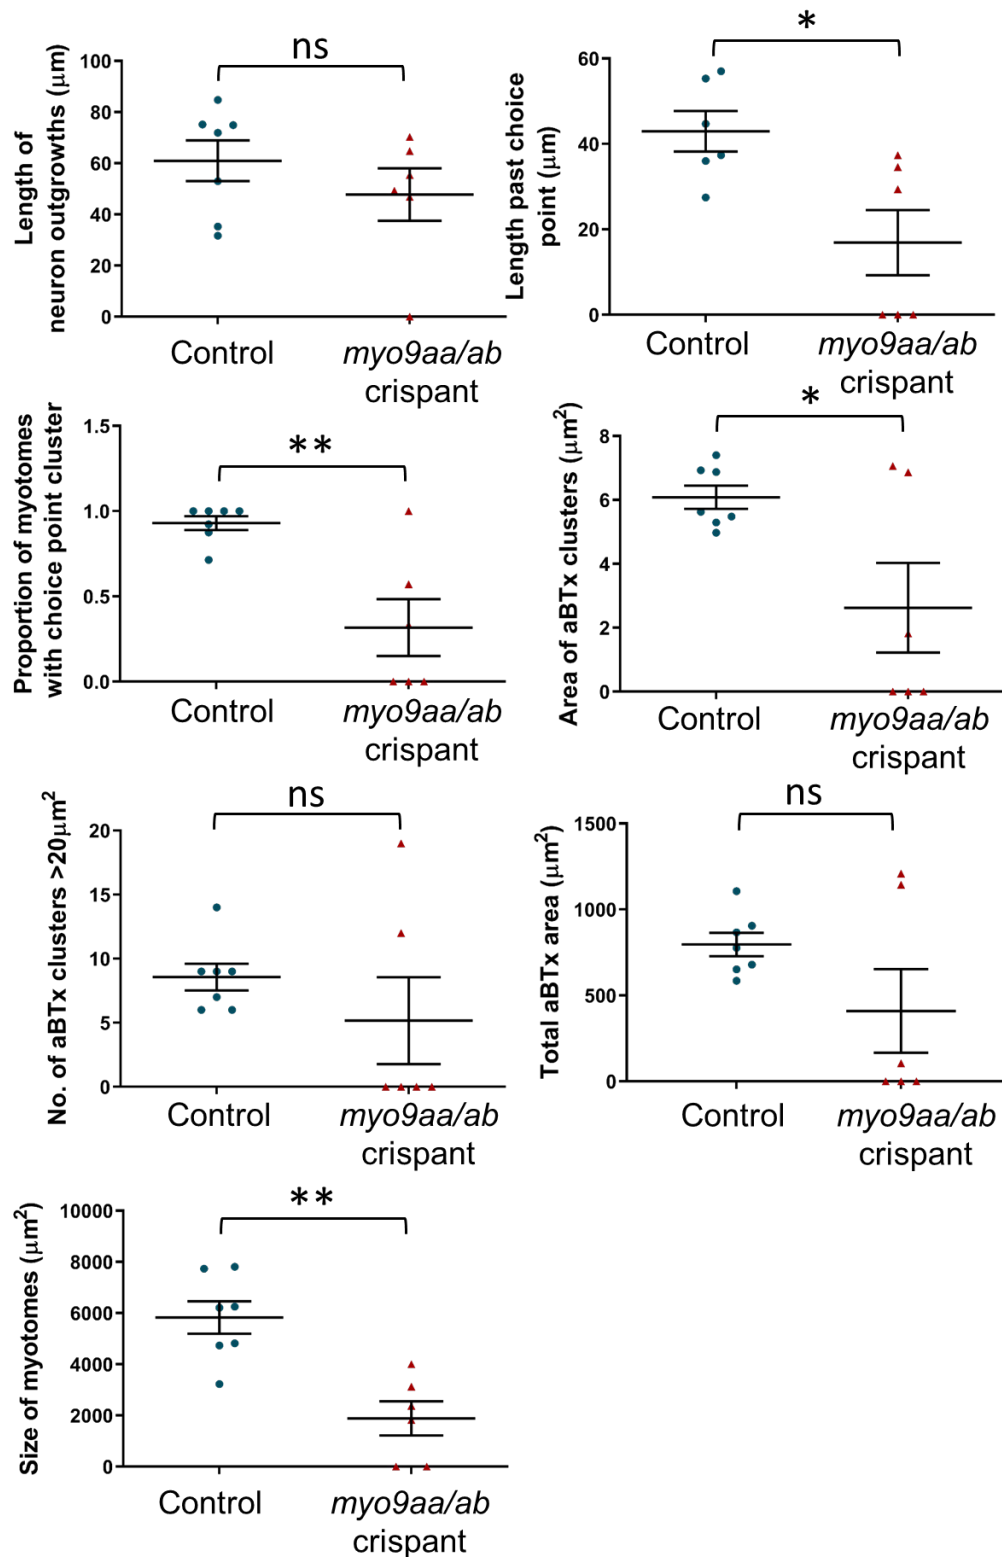 ns
Length of
neuron outgrowths (μm)
100
80
60
40
20
0
Control
myo9aa/ab
crispant
*
Length past choice
point (μm)
60
40
20
0
Control
myo9aa/ab
crispant
**
Proportion of myotomes
with choice point cluster
1.5
1.0
0.5
0.0
Control
myo9aa/ab
crispant
*
Area of aBTx clusters (μm²)
8
6
4
2
0
Control
myo9aa/ab
crispant
ns
No. of aBTx clusters >20μm²
20
15
10
5
0
Control
myo9aa/ab
crispant
ns
Total aBTx area (μm²)
1500
1000
500
0
Control
myo9aa/ab
crispant
**
Size of myotomes (μm²)
10000
8000
6000
4000
2000
0
Control
myo9aa/ab
crispant